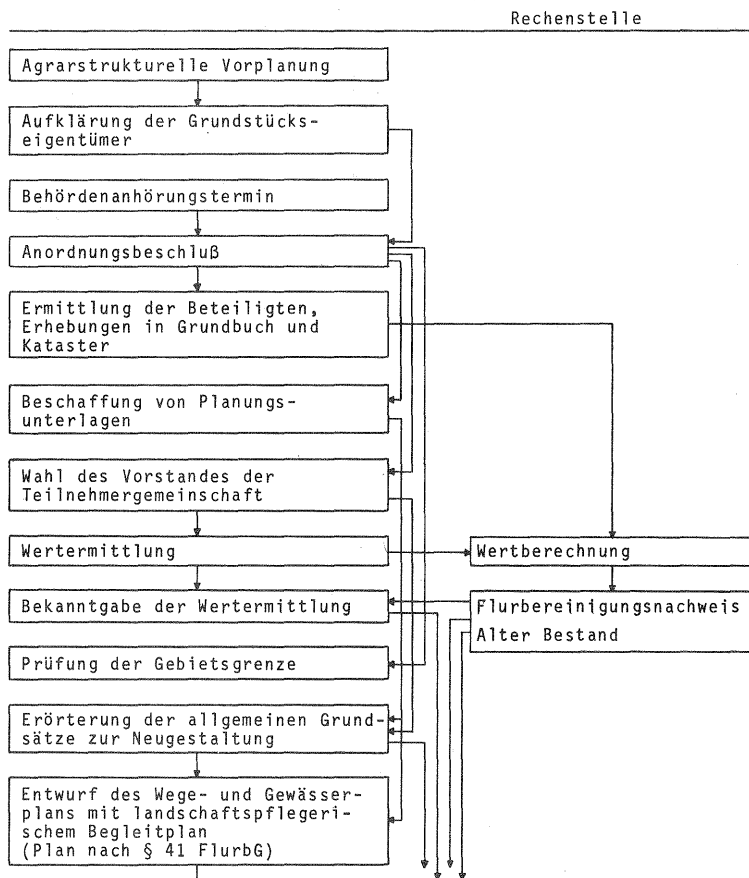 Rechenstelle
Agrarstrukturelle Vorplanung
Aufklärung der Grundstücks-
eigentümer
Behördenanhörungstermin
Anordnungsbeschluß
Ermittlung der Beteiligten,
Erhebungen in Grundbuch und
Kataster
Beschaffung von Planungs-
unterlagen
Wahl des Vorstandes der
Teilnehmergemeinschaft
Wertermittlung
Wertberechnung
Bekanntgabe der Wertermittlung
Flurbereinigungsnachweis
Alter Bestand
Prüfung der Gebietsgrenze
Erörterung der allgemeinen Grund-
sätze zur Neugestaltung
Entwurf des Wege- und Gewässer-
plans mit landschaftspflegeri-
schem Begleitplan
(Plan nach § 41 FlurbG)